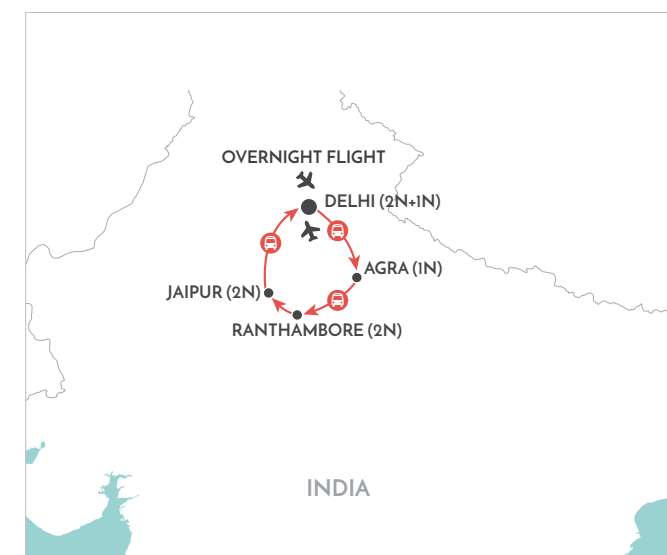 OVERNIGHT FLIGHT
DELHI (2N+1N)
AGRA (1N)
JAIPUR (2N)
RANTHAMBORE (2N)
INDIA